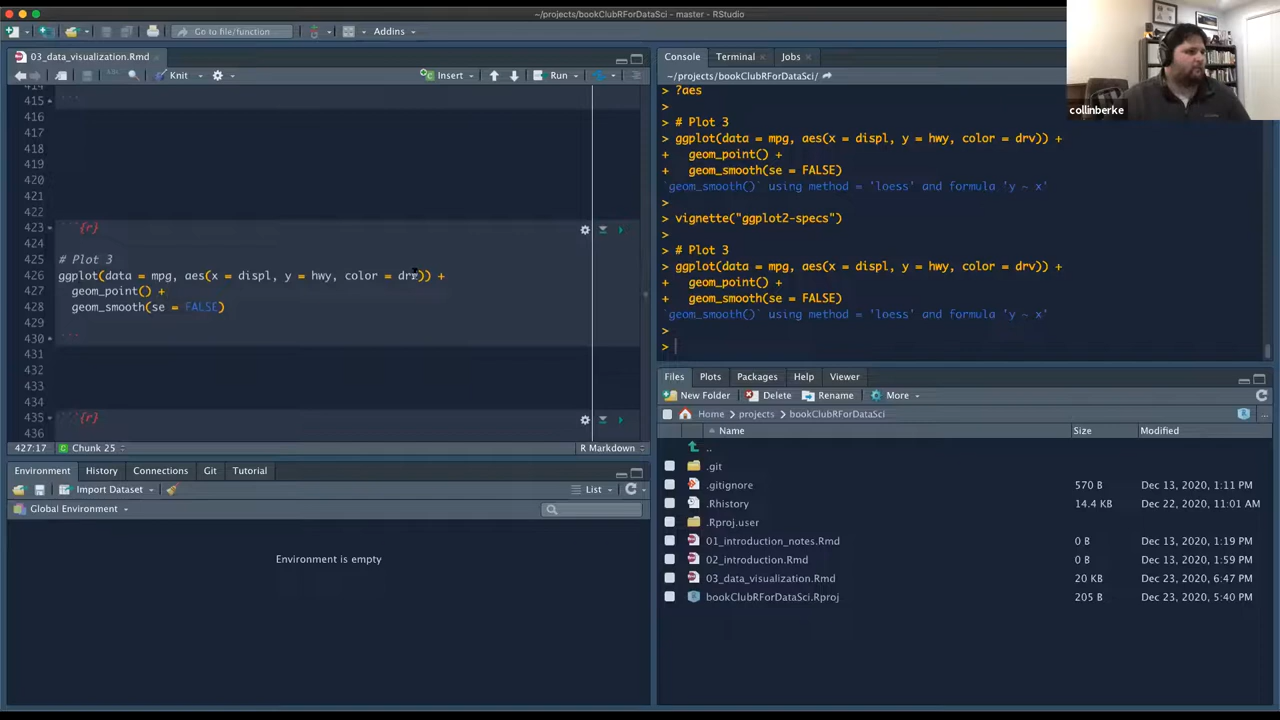 ~/projects/bookClubRForDataSci - master - RStudio
Go to file/function
Addins
03_data_visualization.Rmd
Knit
Insert
Run
414
415 ```
416
417
418
419
420
421
422
423 ```{r}
424
425 # Plot 3
426 ggplot(data = mpg, aes(x = displ, y = hwy, color = drv)) +
427 geom_point() +
428 geom_smooth(se = FALSE)
429
430 ```
431
432
433
434
435 ```{r}
436
427:17 Chunk 25 R Markdown
Environment History Connections Git Tutorial
Import Dataset List
Global Environment
Environment is empty
Console Terminal Jobs
~/projects/bookClubRForDataSci/
> ?aes
>
> # Plot 3
> ggplot(data = mpg, aes(x = displ, y = hwy, color = drv)) +
+ geom_point() +
+ geom_smooth(se = FALSE)
`geom_smooth()` using method = 'loess' and formula 'y ~ x'
>
> vignette("ggplot2-specs")
>
> # Plot 3
> ggplot(data = mpg, aes(x = displ, y = hwy, color = drv)) +
+ geom_point() +
+ geom_smooth(se = FALSE)
`geom_smooth()` using method = 'loess' and formula 'y ~ x'
>
>
collinberke
Files Plots Packages Help Viewer
New Folder Delete Rename More
Home projects bookClubRForDataSci
Name Size Modified
..
.git
.gitignore 570 B Dec 13, 2020, 1:11 PM
.Rhistory 14.4 KB Dec 22, 2020, 11:01 AM
.Rproj.user
01_introduction_notes.Rmd 0 B Dec 13, 2020, 1:19 PM
02_introduction.Rmd 0 B Dec 13, 2020, 1:59 PM
03_data_visualization.Rmd 20 KB Dec 23, 2020, 6:47 PM
bookClubRForDataSci.Rproj 205 B Dec 23, 2020, 5:40 PM